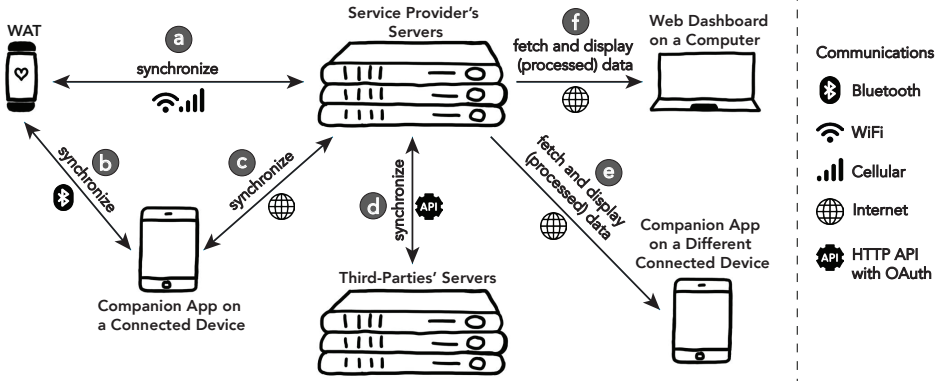 WAT
a
synchronize
Service Provider's
Servers
f
fetch and display
(processed) data
Web Dashboard
on a Computer
b
synchronize
c
synchronize
d
synchronize
API
e
fetch and display
(processed) data
Companion App on
a Connected Device
Third-Parties' Servers
Companion App
on a Different
Connected Device
Communications
Bluetooth
WiFi
Cellular
Internet
API
HTTP API
with OAuth